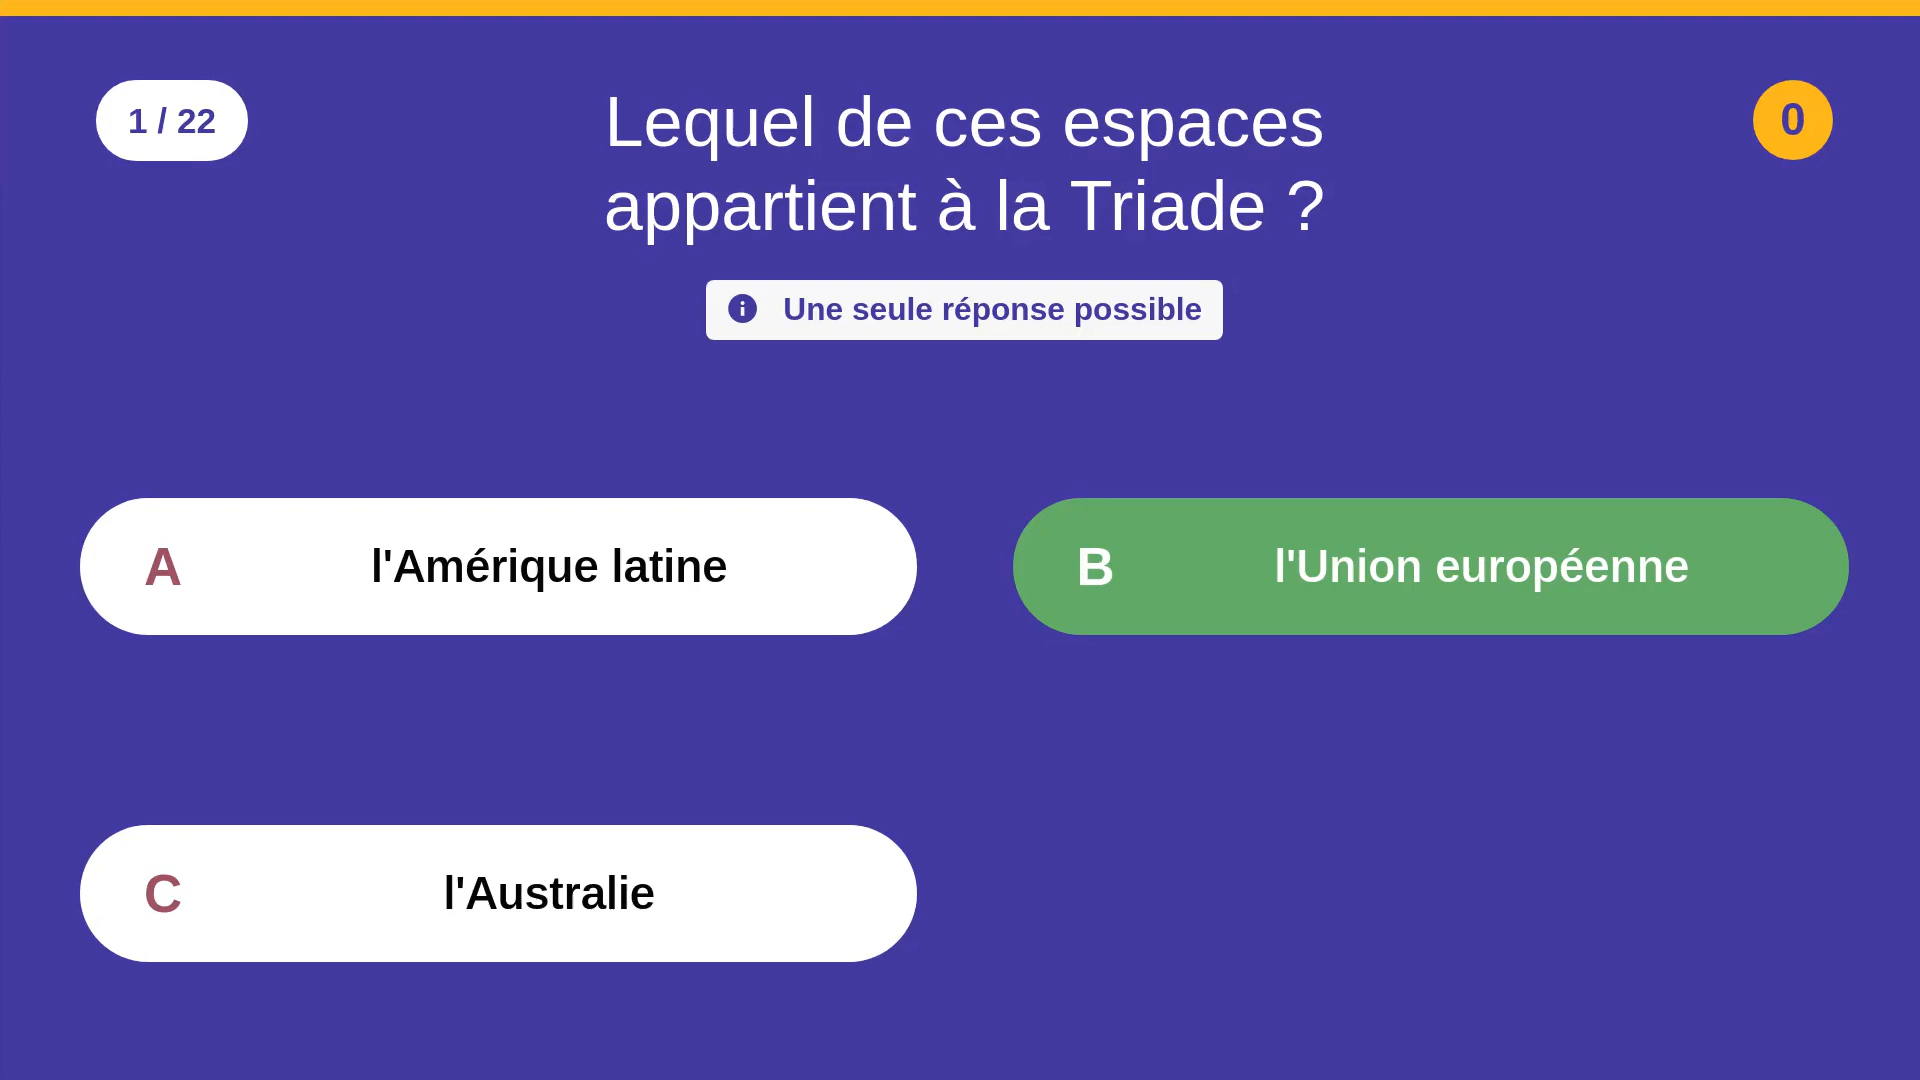 1 / 22
Lequel de ces espaces
appartient à la Triade ?
0
Une seule réponse possible
A l'Amérique latine
B l'Union européenne
C l'Australie